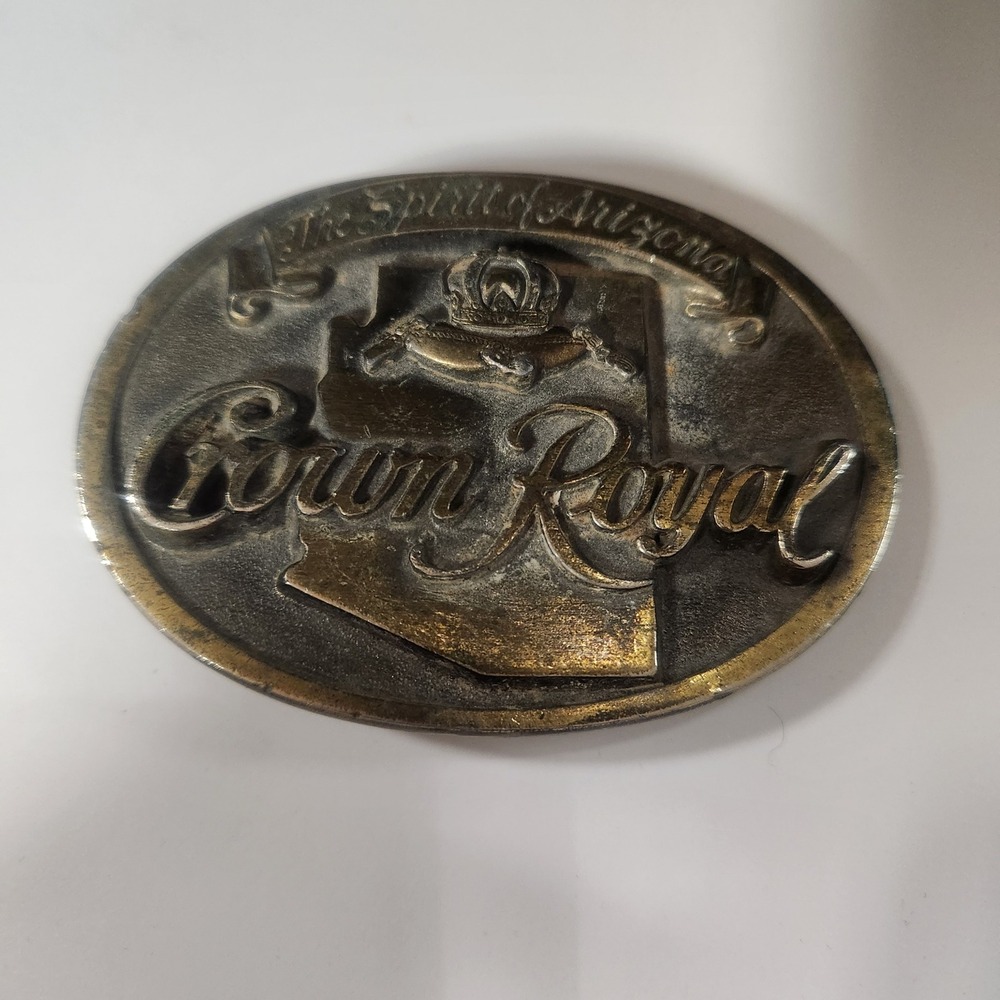 The Spirit of Arizona
Crown Royal